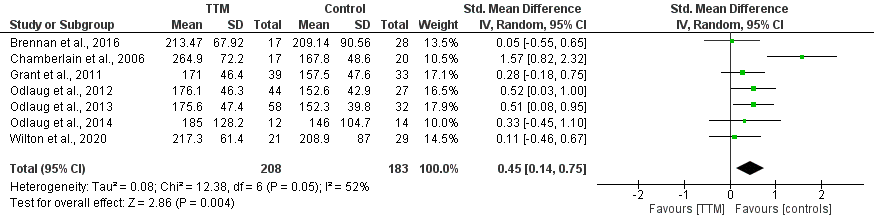 TTM Control Std. Mean Difference Std. Mean Difference
Study or Subgroup Mean SD Total Mean SD Total Weight IV, Random, 95% CI IV, Random, 95% CI
Brennan et al., 2016 213.47 67.92 17 209.14 90.56 28 13.5% 0.05 [-0.55, 0.65]
Chamberlain et al., 2006 264.9 72.2 17 167.8 48.6 20 10.4% 1.57 [0.82, 2.32]
Grant et al., 2011 171 46.4 39 157.5 47.6 33 17.2% 0.28 [-0.18, 0.75]
Odlaug et al., 2012 176.1 46.3 44 152.6 42.9 27 16.6% 0.52 [0.03, 1.00]
Odlaug et al., 2013 175.6 47.4 58 152.3 39.8 32 17.7% 0.51 [0.08, 0.95]
Odlaug et al., 2014 185 128.2 12 146 104.7 14 10.0% 0.33 [-0.45, 1.10]
Wilton et al., 2020 217.3 61.4 21 208.9 87 29 14.5% 0.11 [-0.46, 0.67]
Total (95% CI) 208 183 100.0% 0.45 [0.14, 0.75]
Heterogeneity: Tau² = 0.08; Chi² = 12.38, df = 6 (P = 0.05); I² = 52%
Test for overall effect: Z = 2.86 (P = 0.004)
-2 -1 0 1 2
Favours [TTM] Favours [controls]